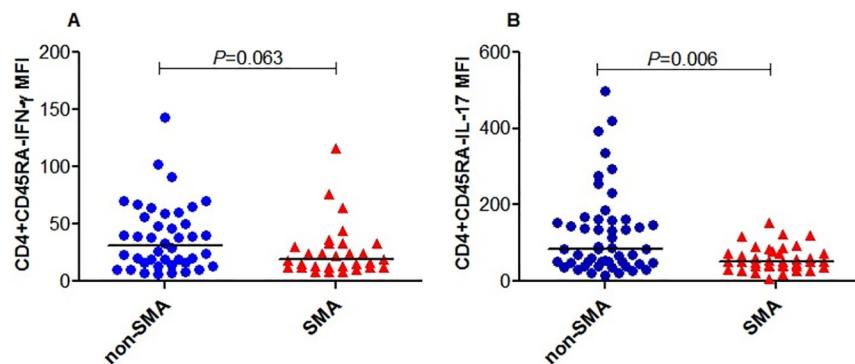 A
CD4+CD45RA-IFN-γ MFI
200
150
100
50
0
P=0.063
non-SMA
SMA
B
CD4+CD45RA-IL-17 MFI
600
400
200
0
P=0.006
non-SMA
SMA